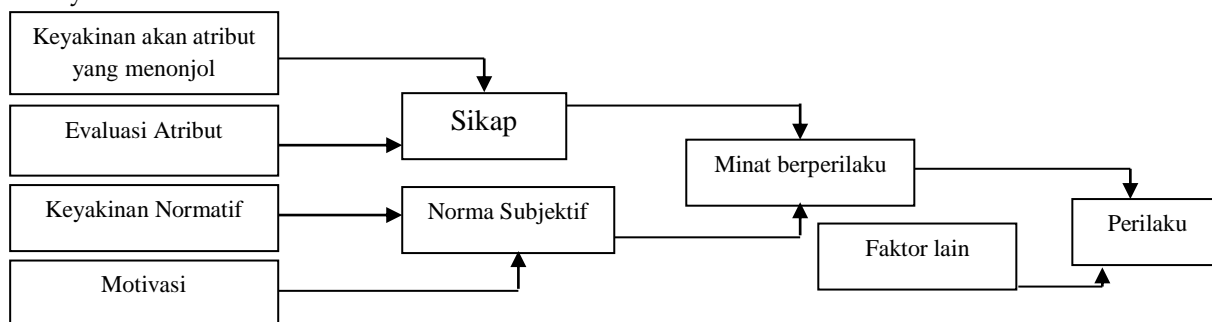 Keyakinan akan atribut
yang menonjol
Evaluasi Atribut
Keyakinan Normatif
Motivasi
Sikap
Norma Subjektif
Minat berperilaku
Faktor lain
Perilaku